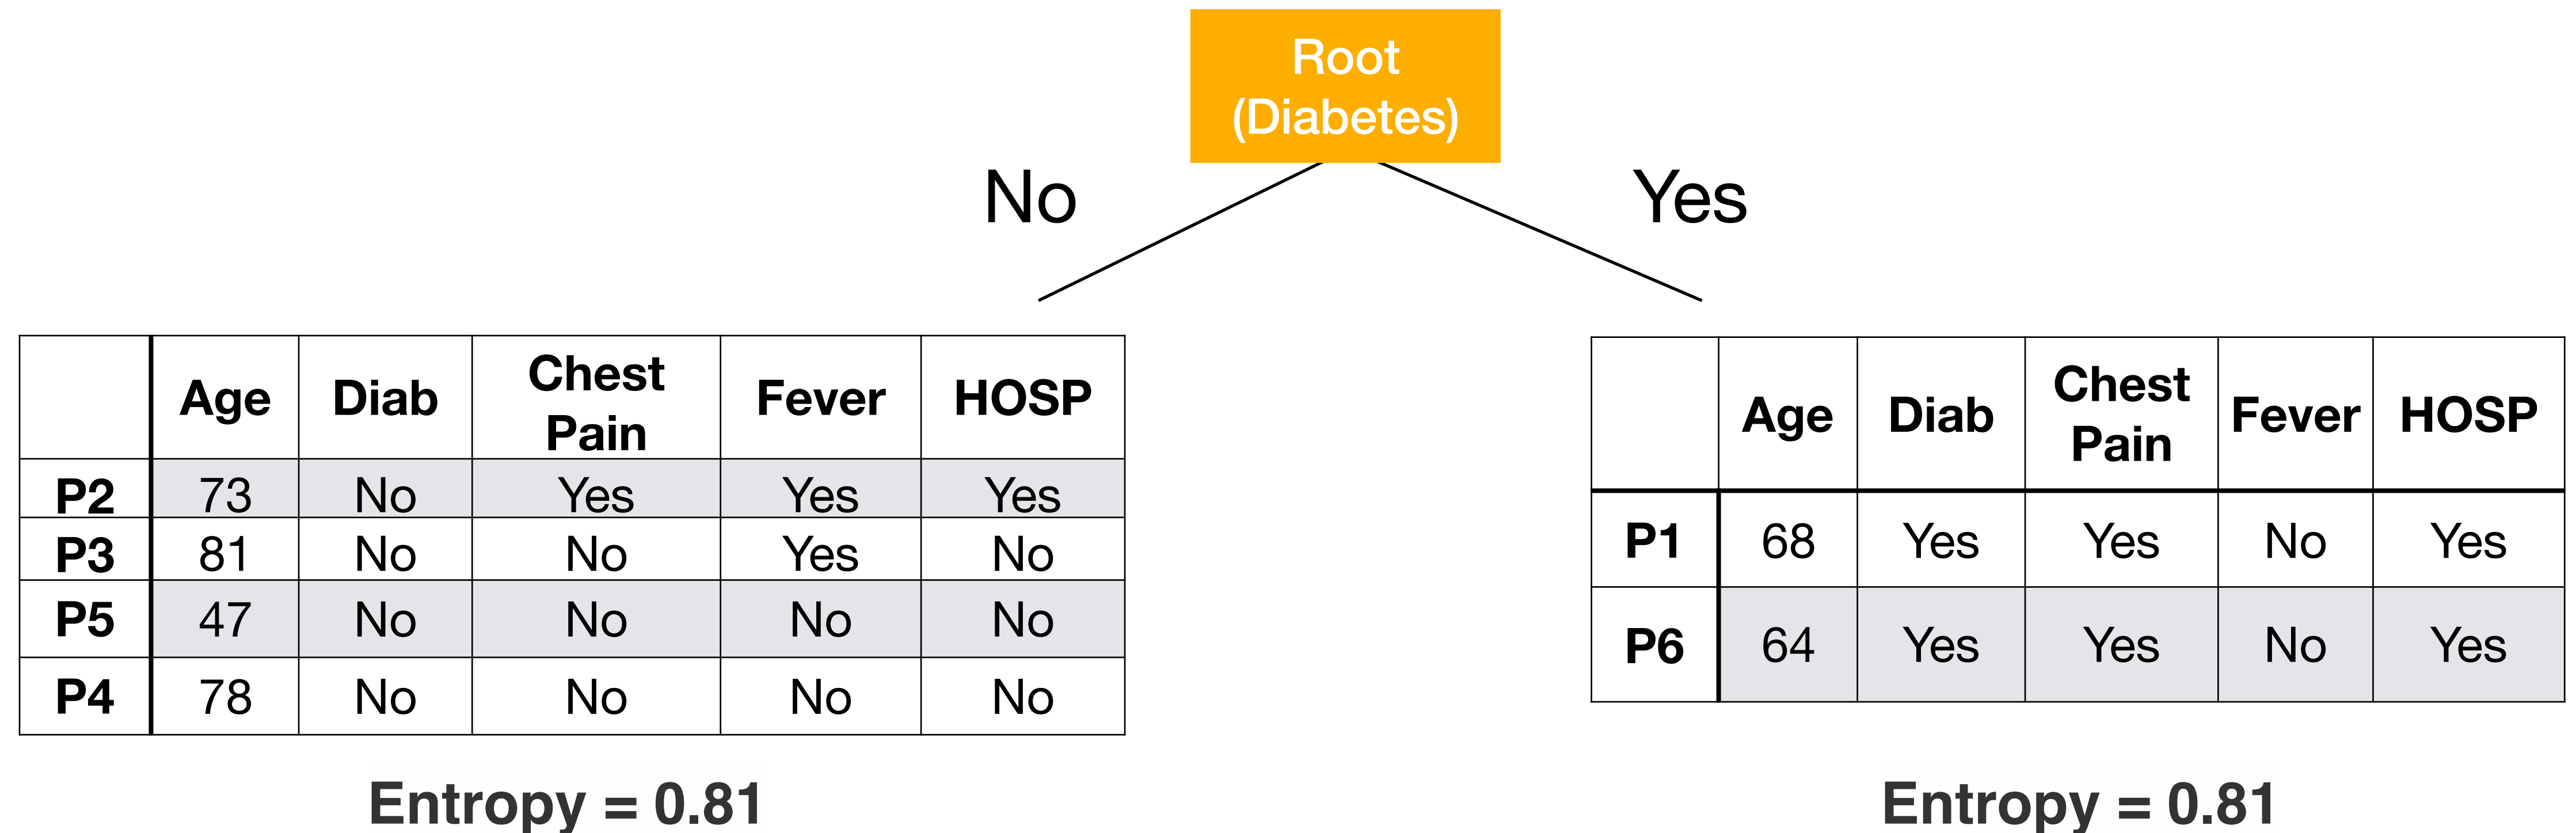 Root
(Diabetes)
No
Yes
Age Diab Chest Pain Fever HOSP
P2 73 No Yes Yes Yes
P3 81 No No Yes No
P5 47 No No No No
P4 78 No No No No
Entropy = 0.81
Age Diab Chest Pain Fever HOSP
P1 68 Yes Yes No Yes
P6 64 Yes Yes No Yes
Entropy = 0.81